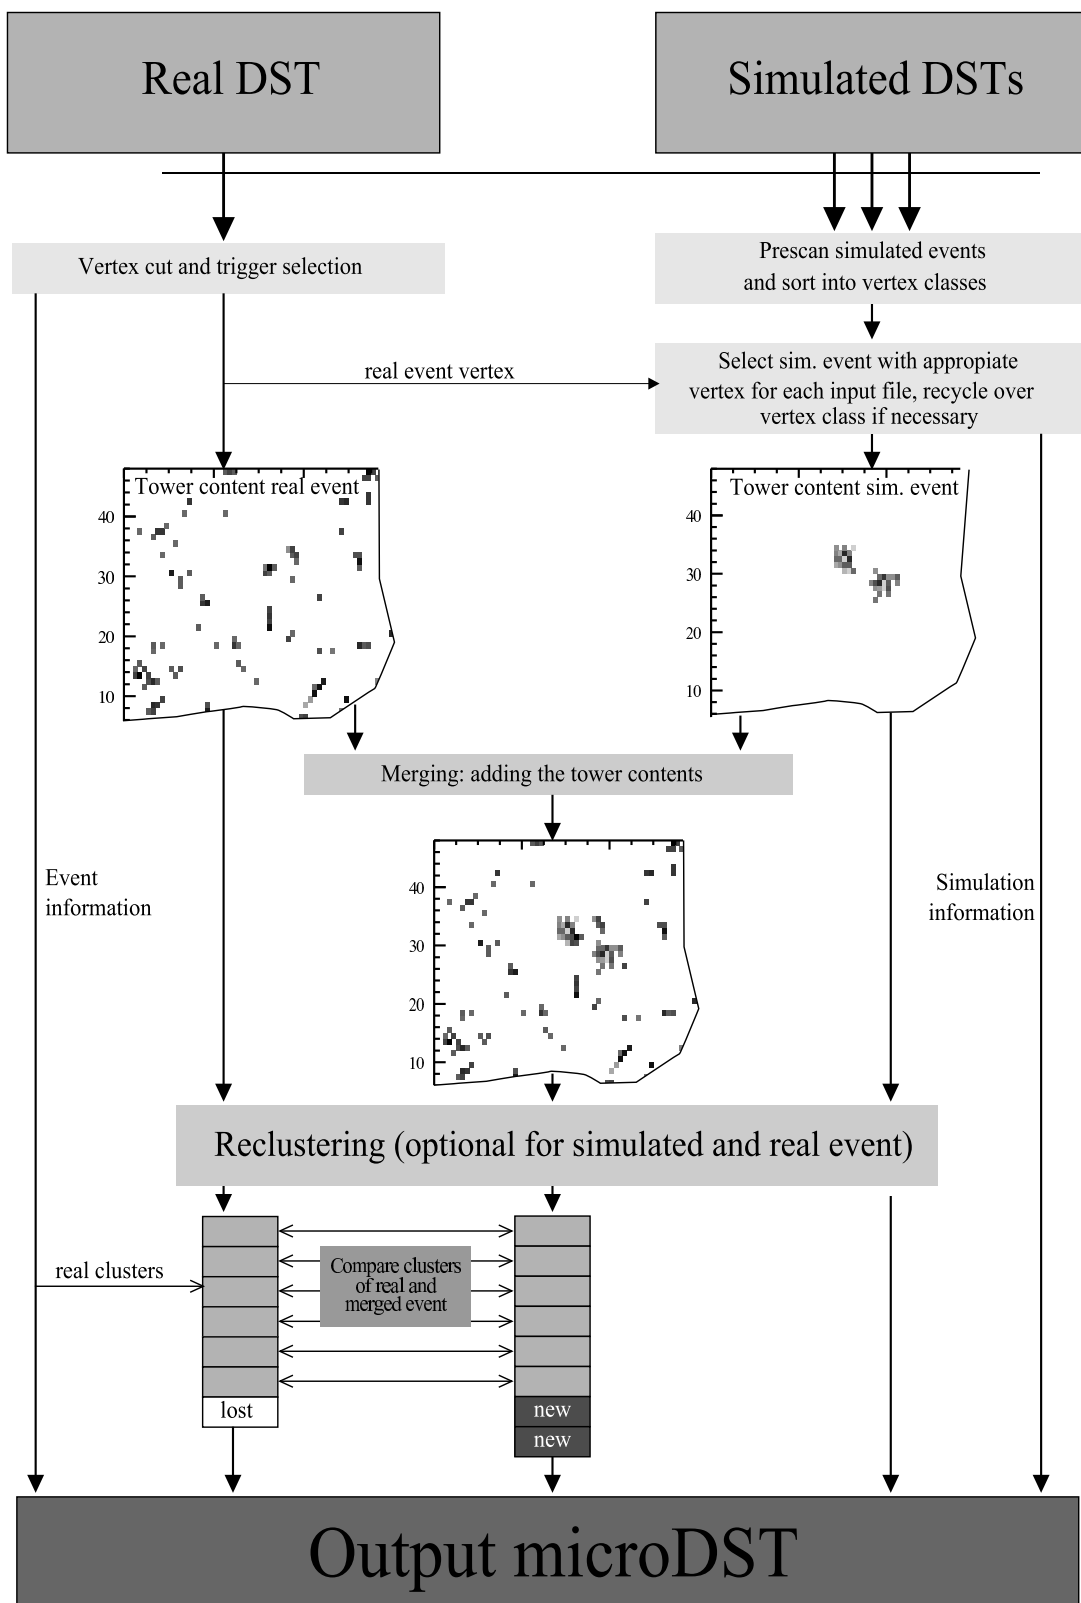 Real DST
Simulated DSTs
Vertex cut and trigger selection
Prescan simulated events
and sort into vertex classes
real event vertex
Select sim. event with appropiate
vertex for each input file, recycle over
vertex class if necessary
Tower content real event
40
30
20
10
Tower content sim. event
40
30
20
10
Merging: adding the tower contents
40
30
20
10
Event
information
Simulation
information
Reclustering (optional for simulated and real event)
real clusters
Compare clusters
of real and
merged event
lost
new
new
Output microDST